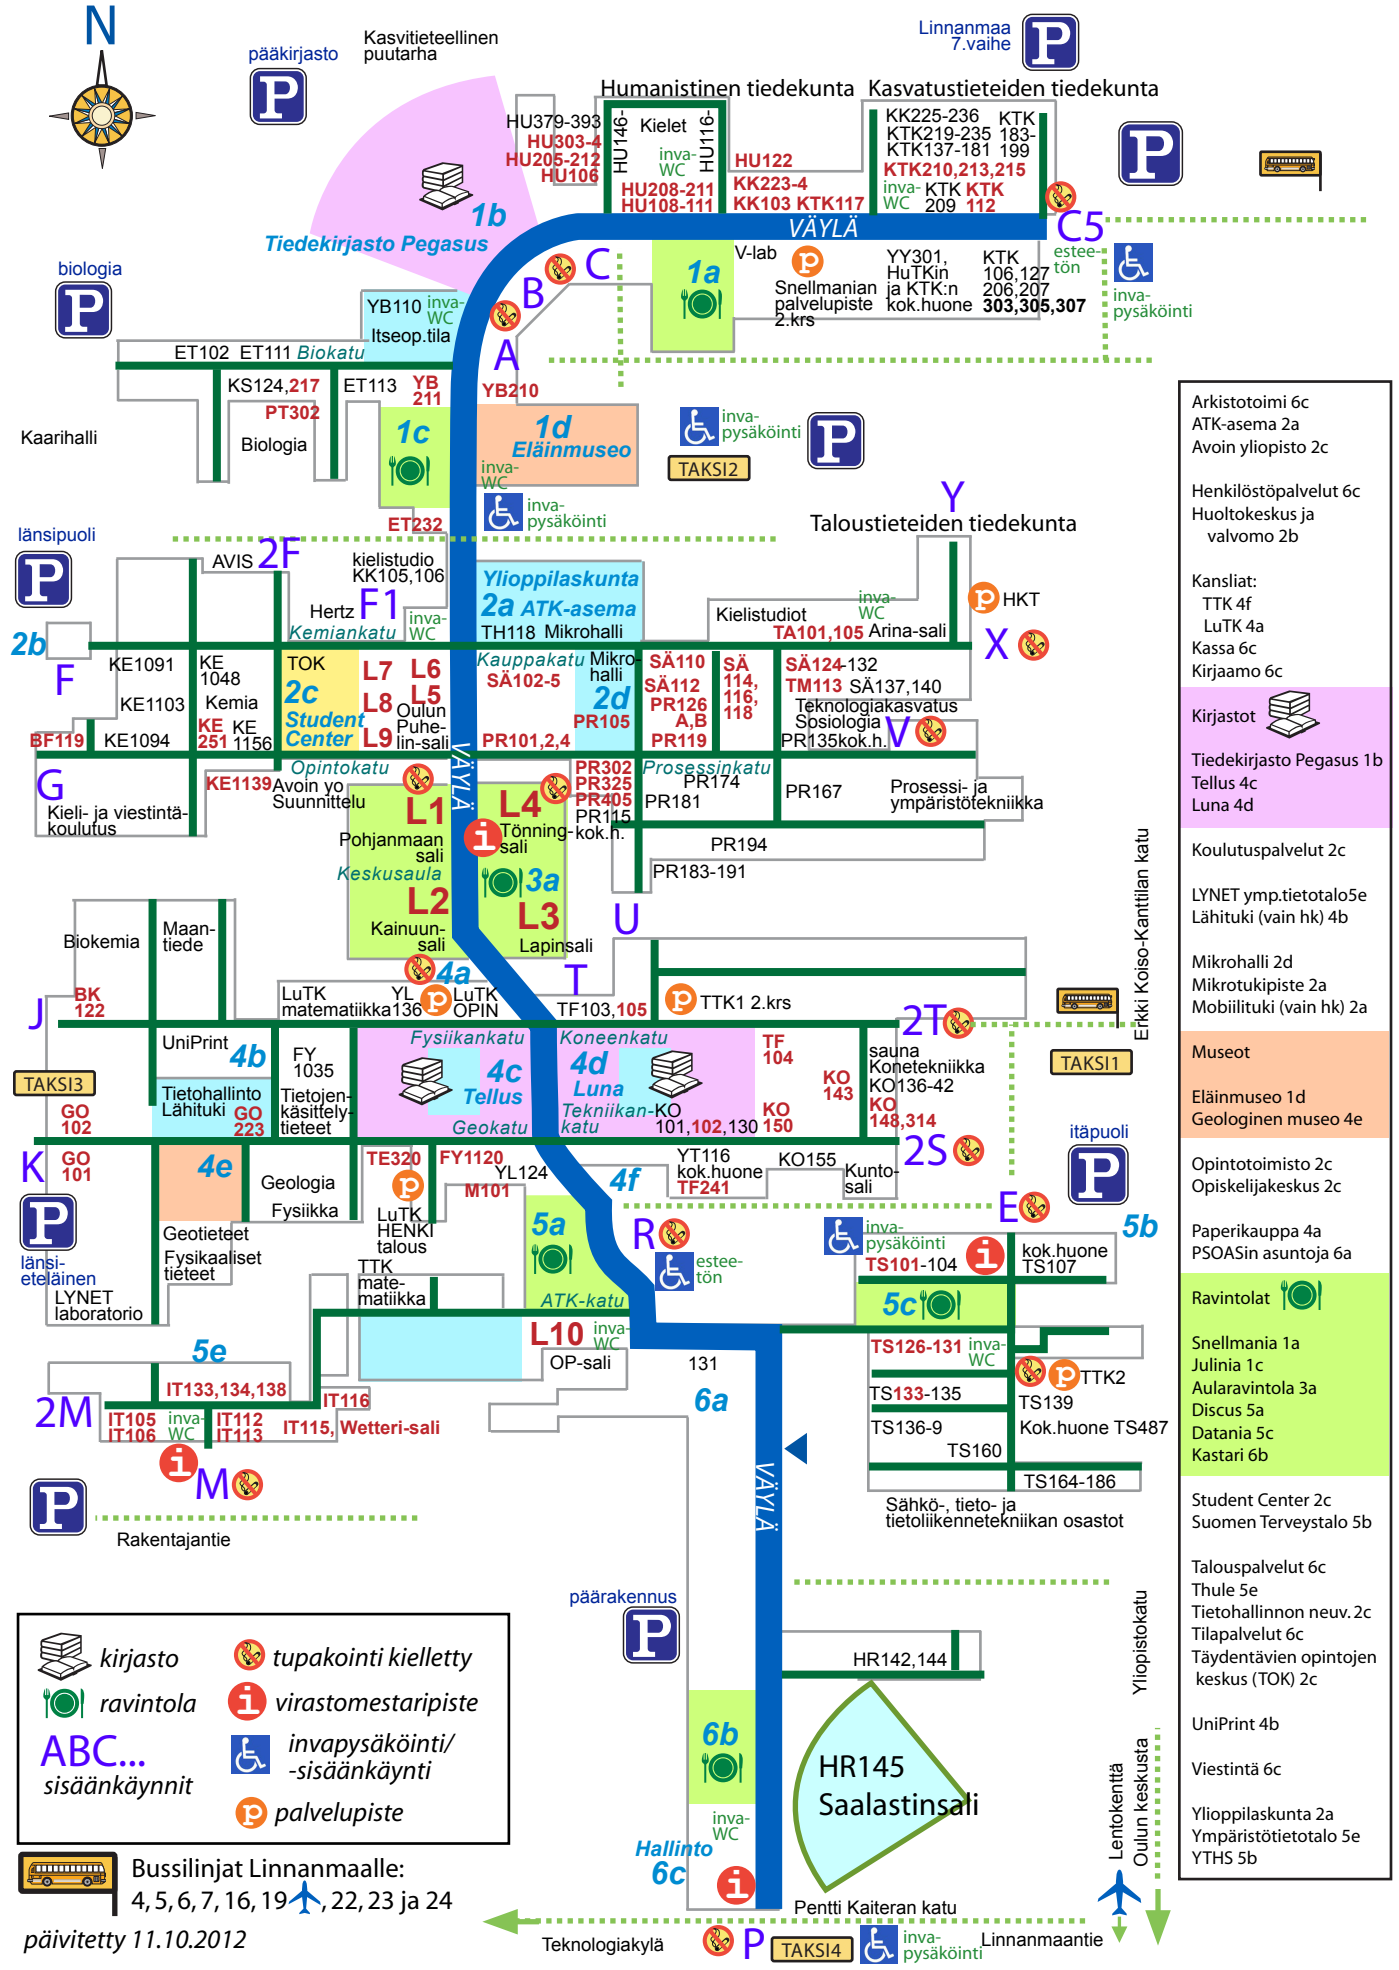 N
pääkirjasto
P
Kasvitieteellinen
puutarha
Linnanmaa
7.vaihe
P
Humanistinen tiedekunta
Kasvatustieteiden tiedekunta
HU379-393
HU303-4
HU205-212
HU106
HU146-
Kielet
inva-
WC
HU116-
HU208-211
HU108-111
HU122
KK223-4
KK103 KTK117
KK225-236
KTK219-235
KTK137-181
KTK
183-
199
KTK210,213,215
inva-
WC
KTK
209
KTK
112
P
1b
Tiedekirjasto Pegasus
VÄYLÄ
C5
estee-
tön
inva-
pysäköinti
C
B
A
1a
V-lab
p
Snellmanian
palvelupiste
2.krs
YY301,
HuTKin
ja KTK:n
kok.huone
KTK
106,127
206,207
303,305,307
biologia
P
YB110
inva-
WC
Itseop.tila
ET102 ET111 Biokatu
KS124,217
PT302
Biologia
ET113
YB
211
YB210
Kaarihalli
1c
1d
Eläinmuseo
inva-
WC
inva-
pysäköinti
ET232
inva-
pysäköinti
P
TAKSI2
Y
Taloustieteiden tiedekunta
länsipuoli
P
AVIS
2F
kielistudio
KK105,106
Hertz
F1
inva-
WC
Kemiankatu
Ylioppilaskunta
2a ATK-asema
TH118 Mikrohalli
Kielistudiot
inva-
WC
TA101,105 Arina-sali
p HKT
X
2b
F
KE1091
KE1103
KE1094
KE
1048
Kemia
KE
251
KE
1156
TOK
2c
Student
Center
L7
L8
L9
L6
L5
Oulun
Puhe-
lin-sali
Kauppakatu
SÄ102-5
PR101,2,4
Mikro-
halli
2d
PR105
SÄ110
SÄ112
PR126
A,B
PR119
SÄ
114,
116,
118
SÄ124-132
TM113 SÄ137,140
Teknologiakasvatus
Sosiologia
PR135kok.h.
V
BF119
G
Kieli- ja viestintä-
koulutus
KE1139
Opintokatu
Avoin yo
Suunnittelu
VÄYLÄ
L1
Pohjanmaan
sali
Keskusaula
L2
Kainuun-
sali
L4
i
Tönning-
sali
3a
L3
Lapinsali
PR302
PR325
PR405
PR115
kok.h.
Prosessinkatu
PR174
PR181
PR167
Prosessi- ja
ympäristötekniikka
PR194
PR183-191
U
Erkki Koiso-Kanttilan katu
Biokemia
Maan-
tiede
BK
122
J
LuTK
matematiikka
YL
136
p
4a
LuTK
OPIN
T
TF103,105
p TTK1 2.krs
2T
UniPrint
4b
FY
1035
Fysiikankatu
4c
Tellus
Geokatu
Koneenkatu
4d
Luna
Tekniikan-
katu
KO
101,102,130
TF
104
KO
150
KO
143
sauna
Konetekniikka
KO136-42
KO
148,314
TAKSI1
TAKSI3
GO
102
Tietohallinto
Lähituki
GO
223
Tietojen-
käsittely-
tieteet
K
GO
101
4e
Geologia
Fysiikka
TE320
p
LuTK
HENKI
talous
FY1120
M101
YL124
4f
YT116
kok.huone
TF241
KO155
Kunto-
sali
2S
itäpuoli
P
P
länsi-
eteläinen
Geotieteet
Fysikaaliset
tieteet
LYNET
laboratorio
TTK
mate-
matiikka
5a
ATK-katu
R
estee-
tön
E
5b
inva-
pysäköinti
TS101-104
i
kok.huone
TS107
5c
L10
inva-
WC
OP-sali
131
6a
5e
IT133,134,138
IT116
2M
IT105
IT106
inva-
WC
IT112
IT113
IT115, Wetteri-sali
i
M
P
Rakentajantie
TS126-131
inva-
WC
p TTK2
TS133-135
TS139
TS136-9
Kok.huone TS487
TS160
TS164-186
Sähkö-, tieto- ja
tietoliikennetekniikan osastot
VÄYLÄ
päärakennus
P
HR142,144
HR145
Saalastinsali
6b
inva-
WC
Hallinto
6c
i
Pentti Kaiteran katu
Teknologiakylä
P
TAKSI4
inva-
pysäköinti
Linnanmaantie
Yliopistokatu
Lentokenttä
Oulun keskusta
kirjasto
ravintola
ABC...
sisäänkäynnit
tupakointi kielletty
i virastomestaripiste
invapysäköinti/
-sisäänkäynti
p palvelupiste
Bussilinjat Linnanmaalle:
4, 5, 6, 7, 16, 19 , 22, 23 ja 24
päivitetty 11.10.2012
Arkistotoimi 6c
ATK-asema 2a
Avoin yliopisto 2c
Henkilöstöpalvelut 6c
Huoltokeskus ja
valvomo 2b
Kansliat:
TTK 4f
LuTK 4a
Kassa 6c
Kirjaamo 6c
Kirjastot
Tiedekirjasto Pegasus 1b
Tellus 4c
Luna 4d
Koulutuspalvelut 2c
LYNET ymp.tietotalo5e
Lähituki (vain hk) 4b
Mikrohalli 2d
Mikrotukipiste 2a
Mobiilituki (vain hk) 2a
Museot
Eläinmuseo 1d
Geologinen museo 4e
Opintotoimisto 2c
Opiskelijakeskus 2c
Paperikauppa 4a
PSOASin asuntoja 6a
Ravintolat
Snellmania 1a
Julinia 1c
Aularavintola 3a
Discus 5a
Datania 5c
Kastari 6b
Student Center 2c
Suomen Terveystalo 5b
Talouspalvelut 6c
Thule 5e
Tietohallinnon neuv. 2c
Tilapalvelut 6c
Täydentävien opintojen
keskus (TOK) 2c
UniPrint 4b
Viestintä 6c
Ylioppilaskunta 2a
Ympäristötietotalo 5e
YTHS 5b